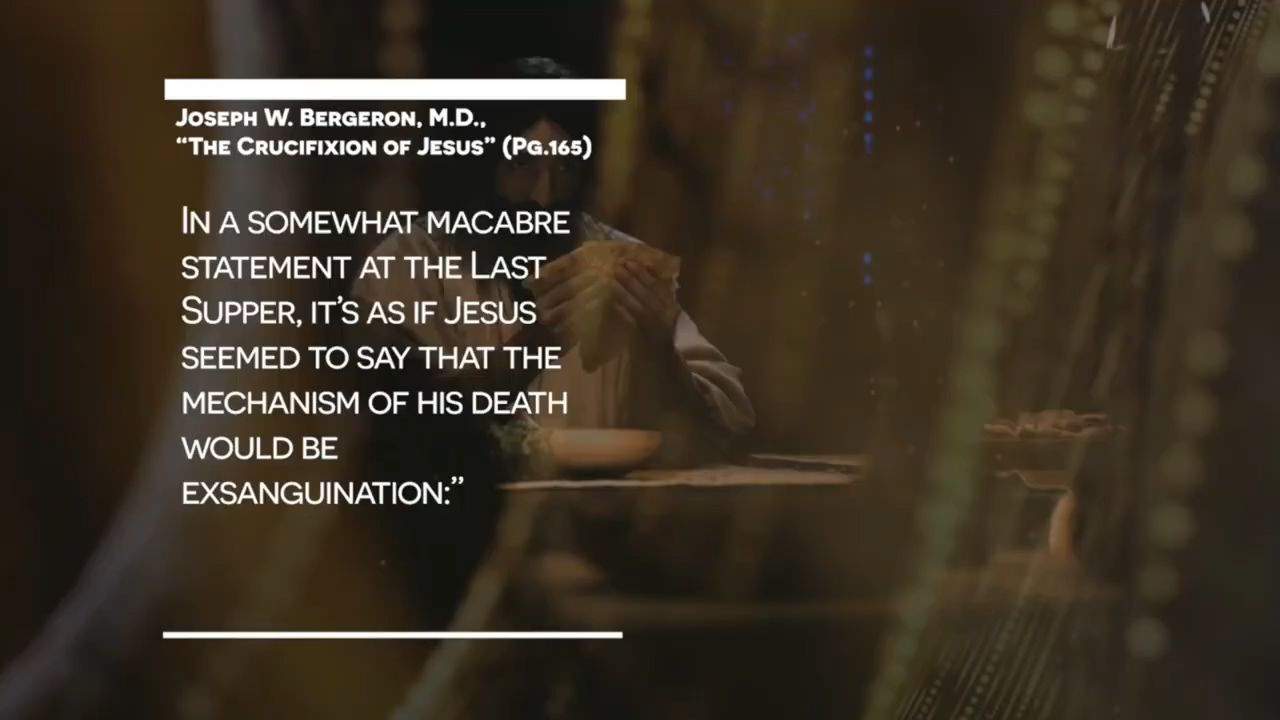 Joseph W. Bergeron, M.D.,
“The Crucifixion of Jesus” (Pg.165)
In a somewhat macabre
statement at the Last
Supper, it’s as if Jesus
seemed to say that the
mechanism of his death
would be
exsanguination:”